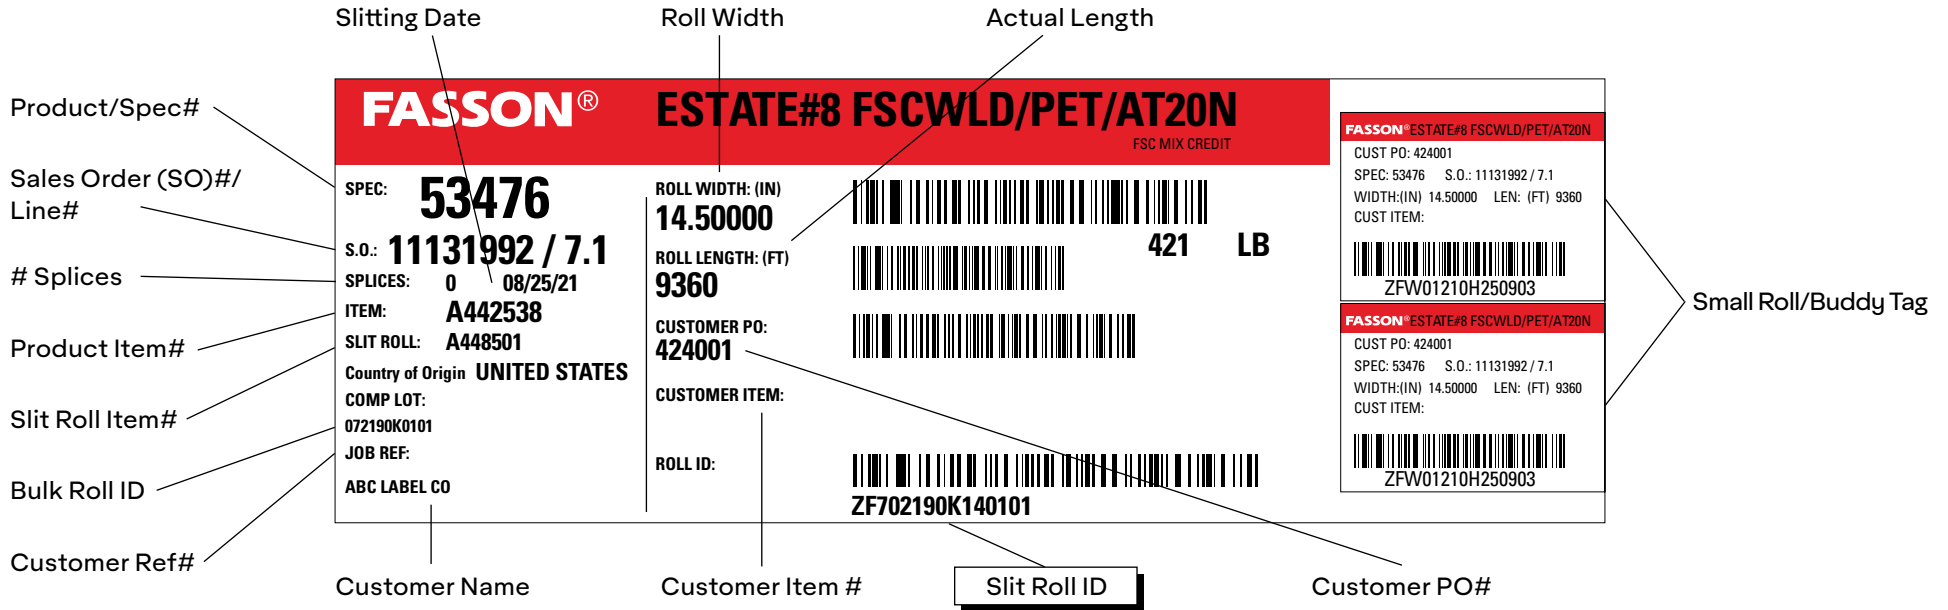 Slitting Date
Roll Width
Actual Length
Product/Spec#
Sales Order (SO)#/
Line#
# Splices
Product Item#
Slit Roll Item#
Bulk Roll ID
Customer Ref#
FASSON®
ESTATE#8 FSCWLD/PET/AT20N
FSC MIX CREDIT
SPEC: 53476
S.O.: 11131992 / 7.1
SPLICES: 0 08/25/21
ITEM: A442538
SLIT ROLL: A448501
Country of Origin UNITED STATES
COMP LOT:
072190K0101
JOB REF:
ABC LABEL CO
ROLL WIDTH: (IN)
14.50000
ROLL LENGTH: (FT)
9360
CUSTOMER PO:
424001
CUSTOMER ITEM:
ROLL ID:
421 LB
ZF702190K140101
FASSON® ESTATE#8 FSCWLD/PET/AT20N
CUST PO: 424001
SPEC: 53476 S.O.: 11131992 / 7.1
WIDTH:(IN) 14.50000 LEN: (FT) 9360
CUST ITEM:
ZFW01210H250903
FASSON® ESTATE#8 FSCWLD/PET/AT20N
CUST PO: 424001
SPEC: 53476 S.O.: 11131992 / 7.1
WIDTH:(IN) 14.50000 LEN: (FT) 9360
CUST ITEM:
ZFW01210H250903
Small Roll/Buddy Tag
Customer Name
Customer Item #
Slit Roll ID
Customer PO#